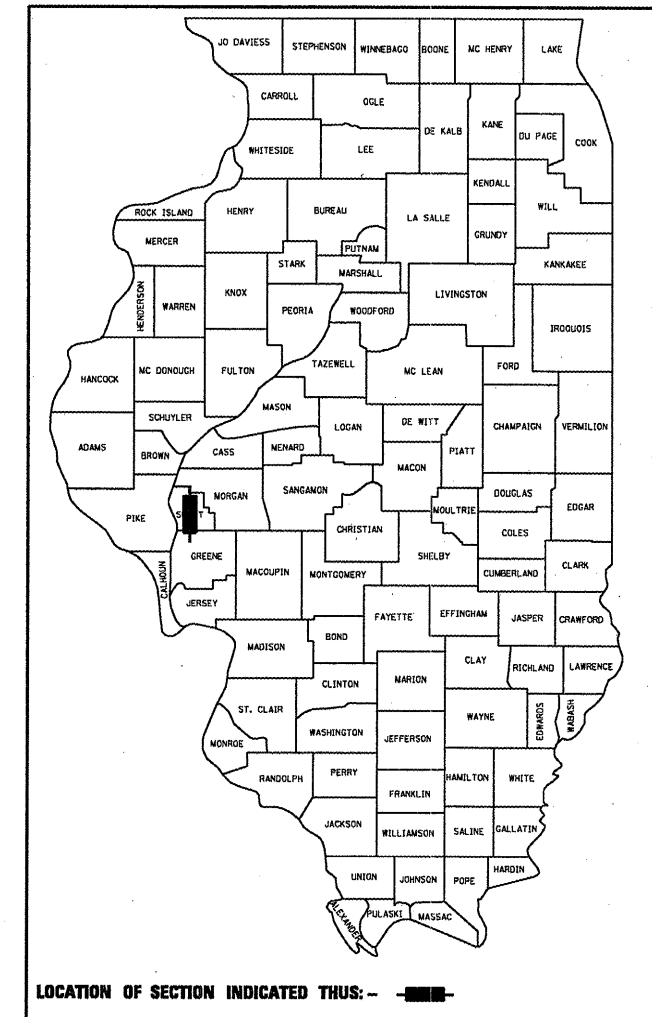 JO DAVIESS STEPHENSON WINNEBAGO BOONE MC HENRY LAKE
CARROLL OGLE DE KALB KANE DU PAGE COOK
WHITESIDE LEE
KENDALL WILL
ROCK ISLAND HENRY BUREAU LA SALLE GRUNDY
MERCER PUTNAM KANKAKEE
HENDERSON WARREN KNOX STARK MARSHALL LIVINGSTON
PEORIA WOODFORD IROQUOIS
HANCOCK MC DONOUGH FULTON TAZEWELL MC LEAN FORD
SCHUYLER MASON LOGAN DE WITT CHAMPAIGN VERMILION
ADAMS BROWN CASS MENARD MACON PIATT
PIKE S T MORGAN SANGAMON CHRISTIAN MOULTRIE DOUGLAS EDGAR
COLES
GREENE MACOUPIN MONTGOMERY SHELBY CUMBERLAND CLARK
CALHOUN JERSEY FAYETTE EFFINGHAM JASPER CRAWFORD
MADISON BOND
CLAY RICHLAND LAWRENCE
CLINTON MARION
ST. CLAIR WAYNE EDWARDS WABASH
MONROE WASHINGTON JEFFERSON
RANDOLPH PERRY HAMILTON WHITE
FRANKLIN
JACKSON WILLIAMSON SALINE GALLATIN
UNION JOHNSON POPE HARDIN
ALEXANDER PULASKI MASSAC
LOCATION OF SECTION INDICATED THUS: -